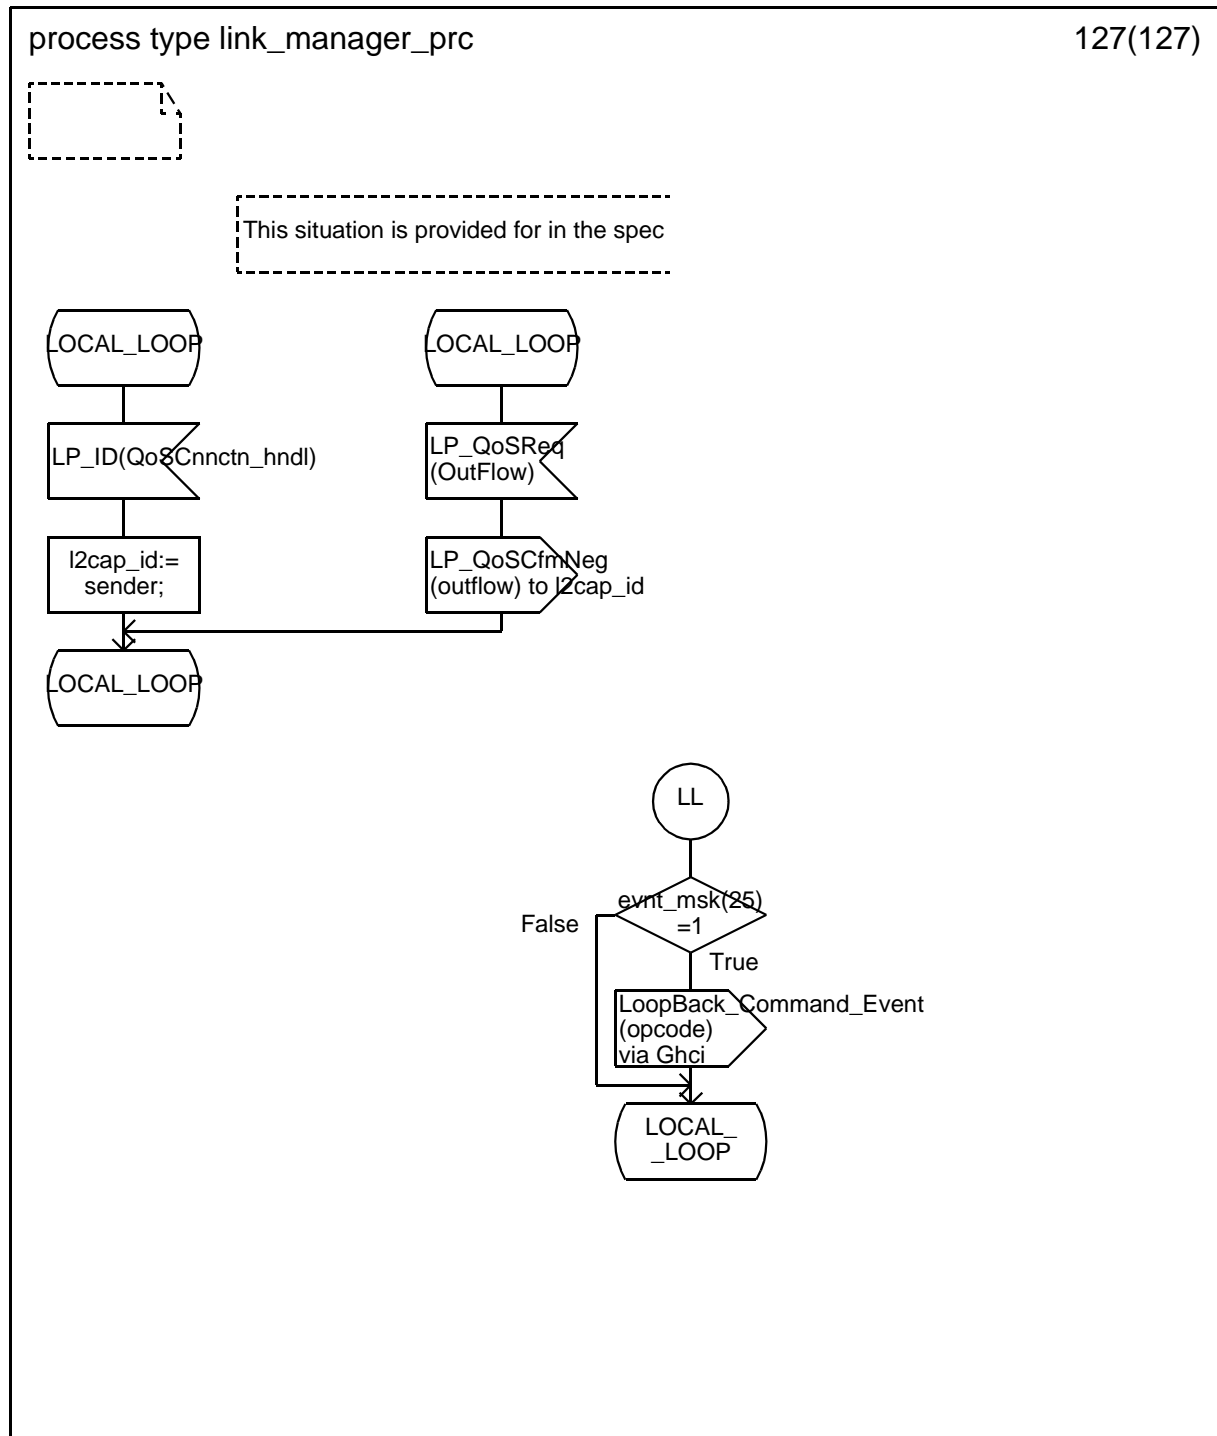 process type link_manager_prc
127(127)
This situation is provided for in the spec
LOCAL_LOOP
LOCAL_LOOP
LP_ID(QoSCnnctn_hndl)
LP_QoSReq
(OutFlow)
l2cap_id:=
sender;
LP_QoSCfmNeg
(outflow) to l2cap_id
LOCAL_LOOP
LL
evnt_msk(25)
=1
False
True
LoopBack_Command_Event
(opcode)
via Ghci
LOCAL_
_LOOP